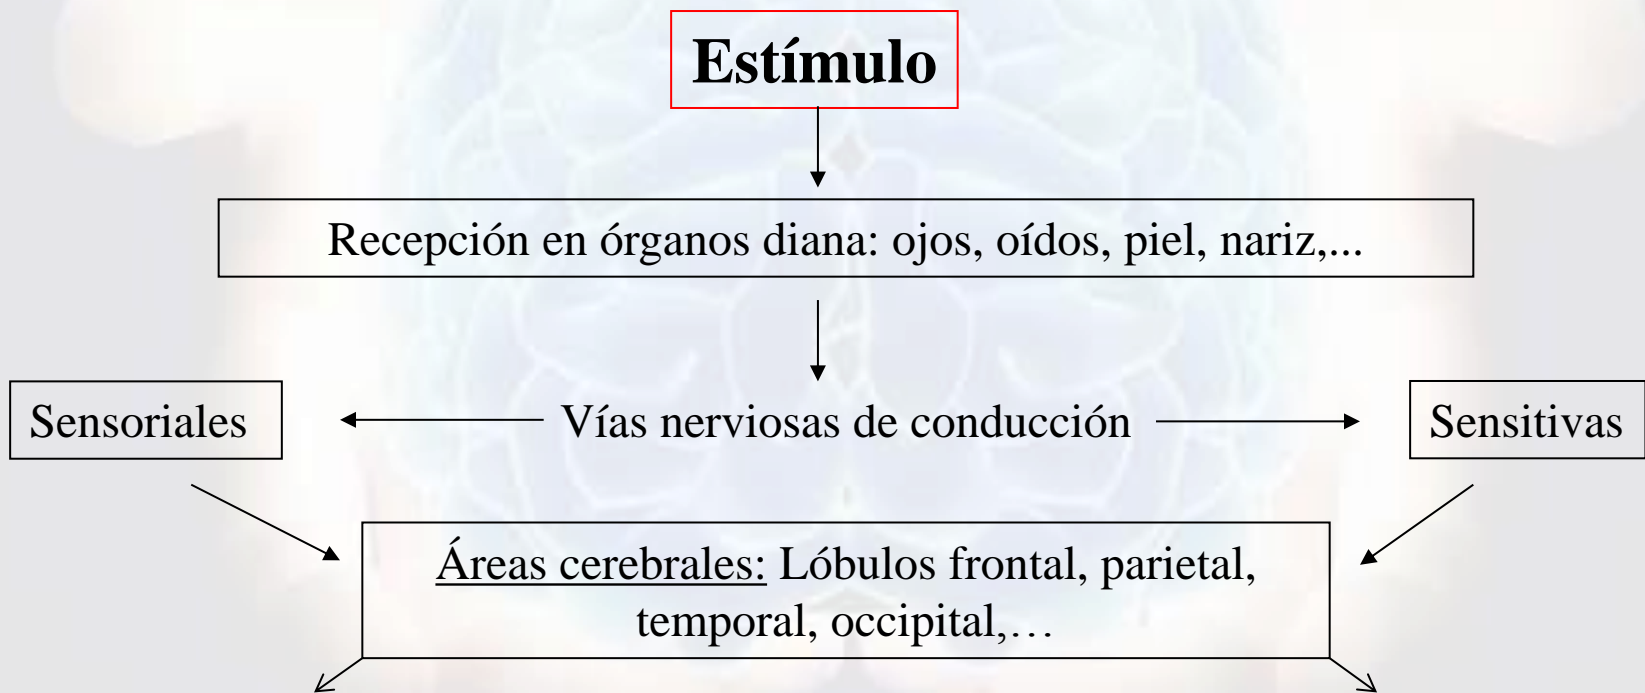 Estímulo
Recepción en órganos diana: ojos, oídos, piel, nariz,...
Sensoriales
Vías nerviosas de conducción
Sensitivas
Áreas cerebrales: Lóbulos frontal, parietal,
temporal, occipital,…